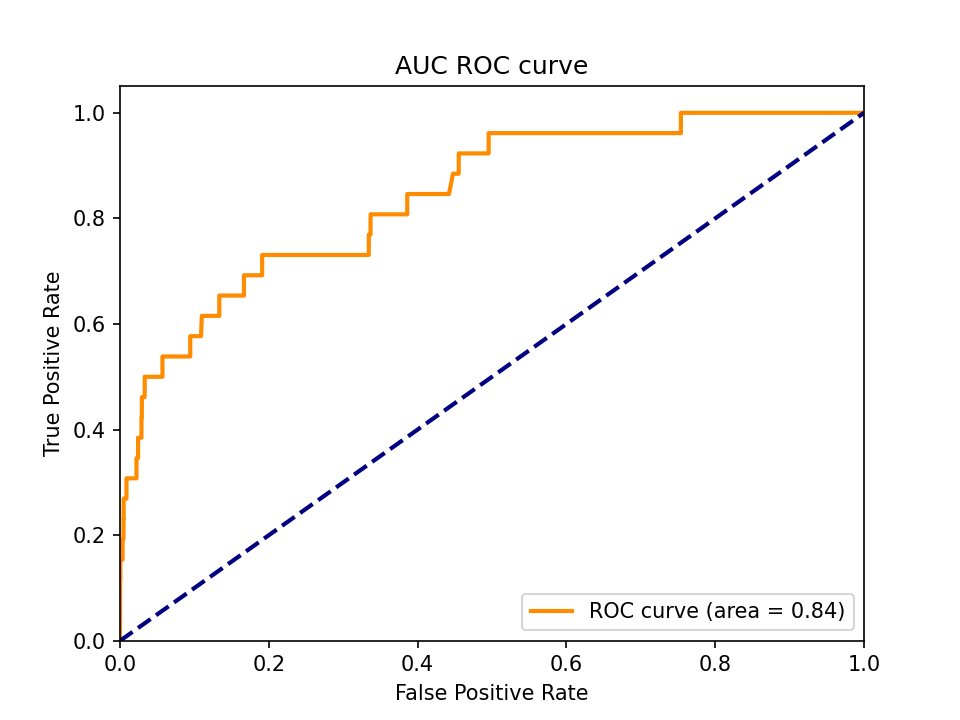 AUC ROC curve
True Positive Rate
1.0
0.8
0.6
0.4
0.2
0.0
ROC curve (area = 0.84)
0.0 0.2 0.4 0.6 0.8 1.0
False Positive Rate